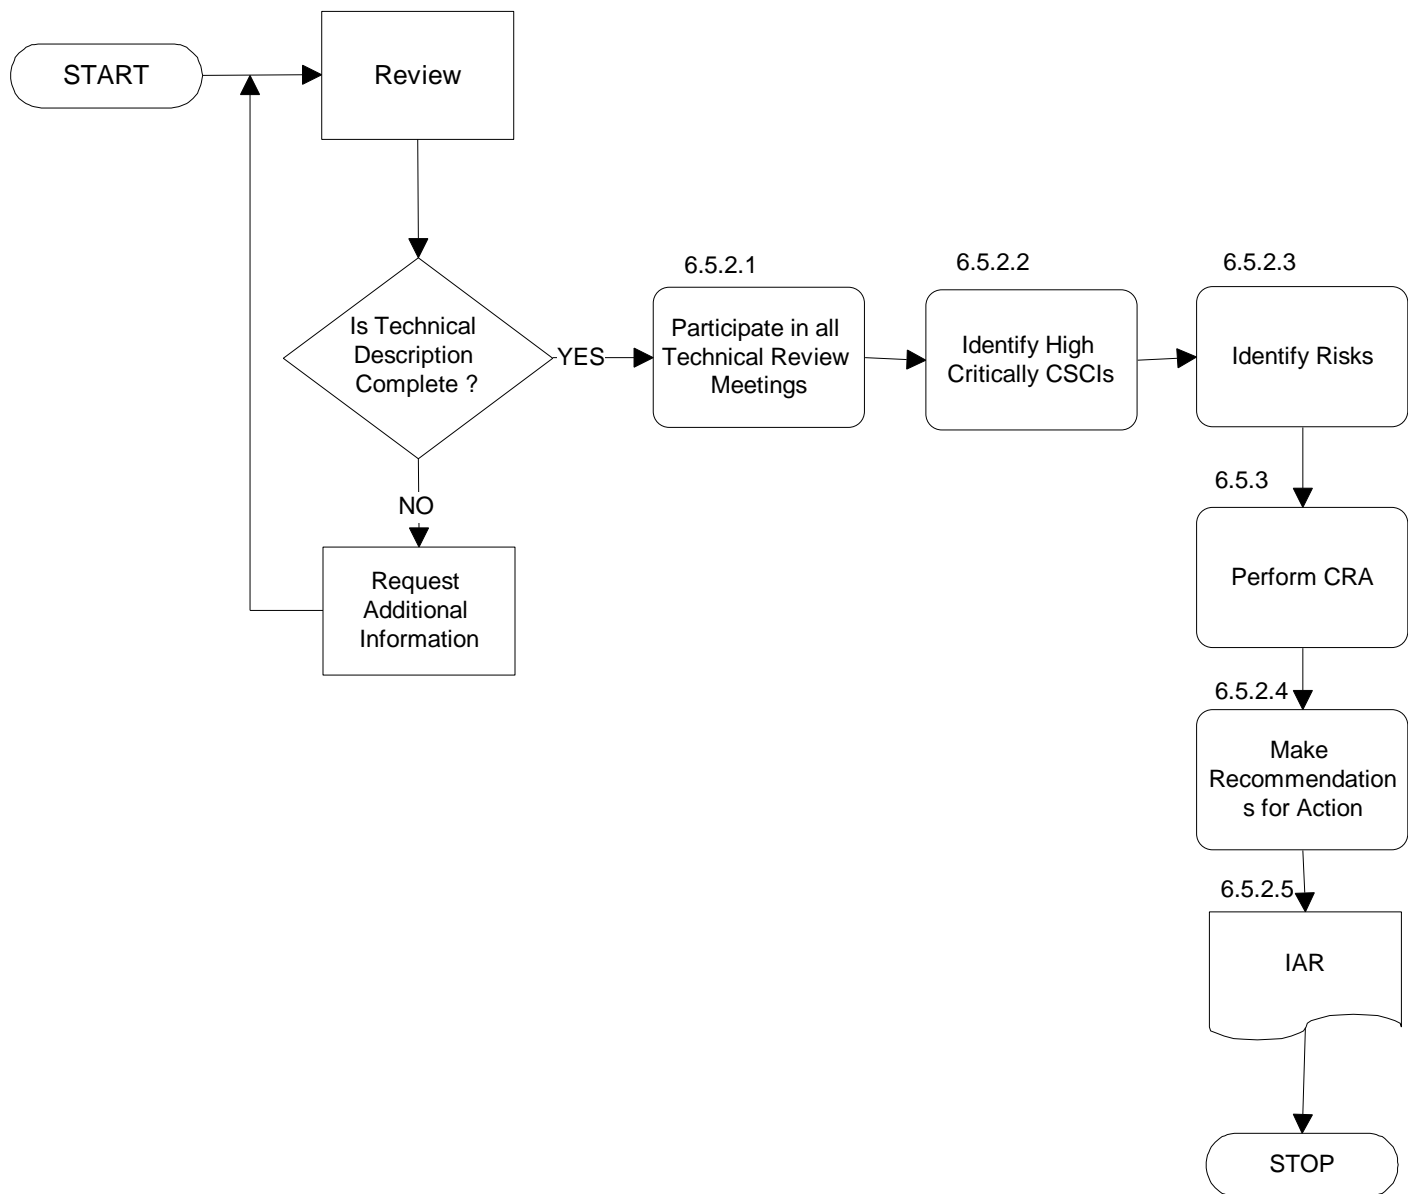 START
Review
Is Technical
Description
Complete ?
YES
NO
Request
Additional
Information
6.5.2.1
Participate in all
Technical Review
Meetings
6.5.2.2
Identify High
Critically CSCIs
6.5.2.3
Identify Risks
6.5.3
Perform CRA
6.5.2.4
Make
Recommendation
s for Action
6.5.2.5
IAR
STOP